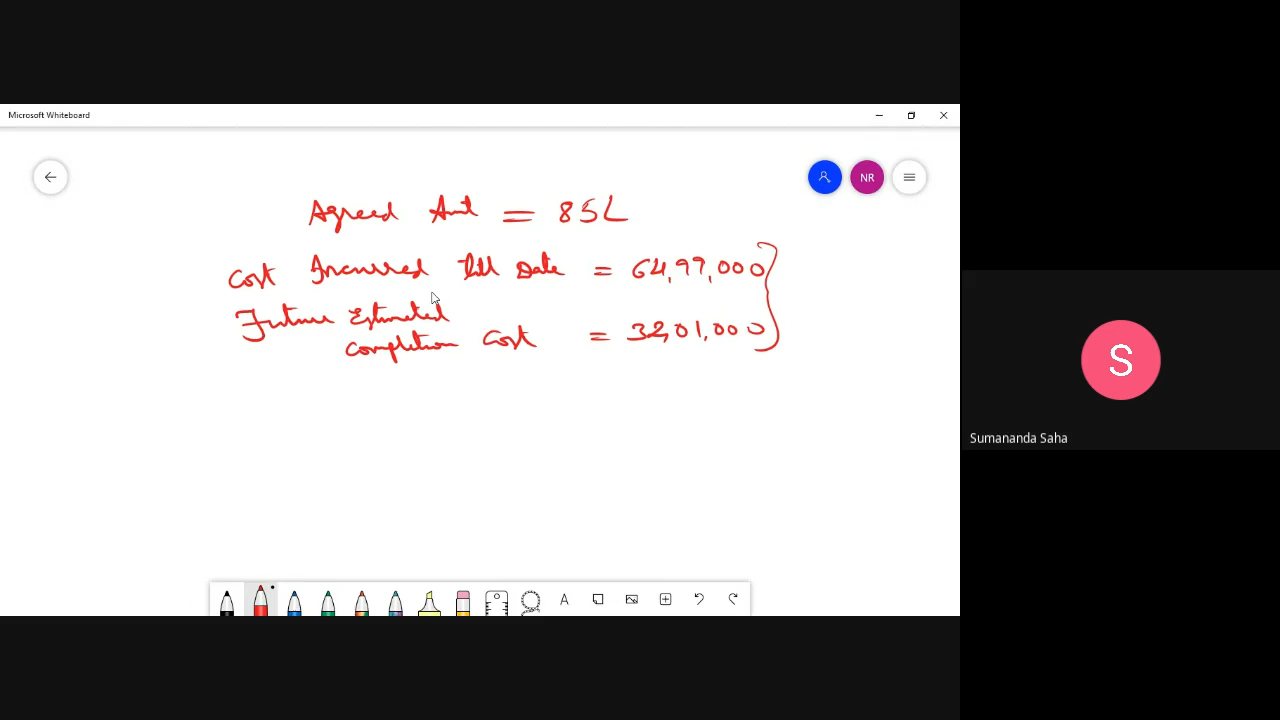 Microsoft Whiteboard
NR
Agreed Amt = 85L
Cost Incurred till Date = 64,99,000
Future Estimated
completion Cost = 32,01,000
S
Sumananda Saha
A